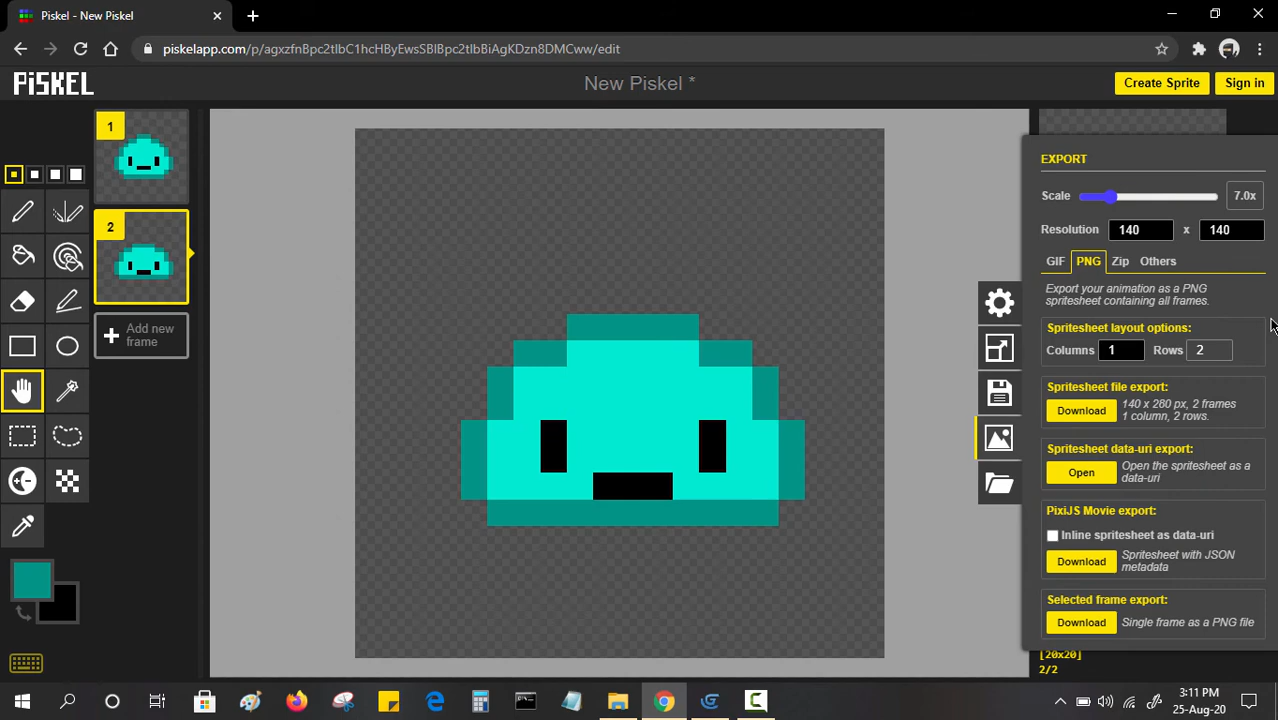 Piskel - New Piskel
piskelapp.com/p/agxzfnBpc2tlbC1hcHByEwsSBlBpc2tlbBiAgKDzn8DMCww/edit
PiSKEL
New Piskel *
Create Sprite
Sign in
1
2
Add new
frame
EXPORT
Scale 7.0x
Resolution 140 x 140
GIF PNG Zip Others
Export your animation as a PNG
spritesheet containing all frames.
Spritesheet layout options:
Columns 1 Rows 2
Spritesheet file export:
Download 140 x 280 px, 2 frames
1 column, 2 rows.
Spritesheet data-uri export:
Open Open the spritesheet as a
data-uri
PixiJS Movie export:
Inline spritesheet as data-uri
Download Spritesheet with JSON
metadata
Selected frame export:
Download Single frame as a PNG file
[20x20]
2/2
3:11 PM
25-Aug-20